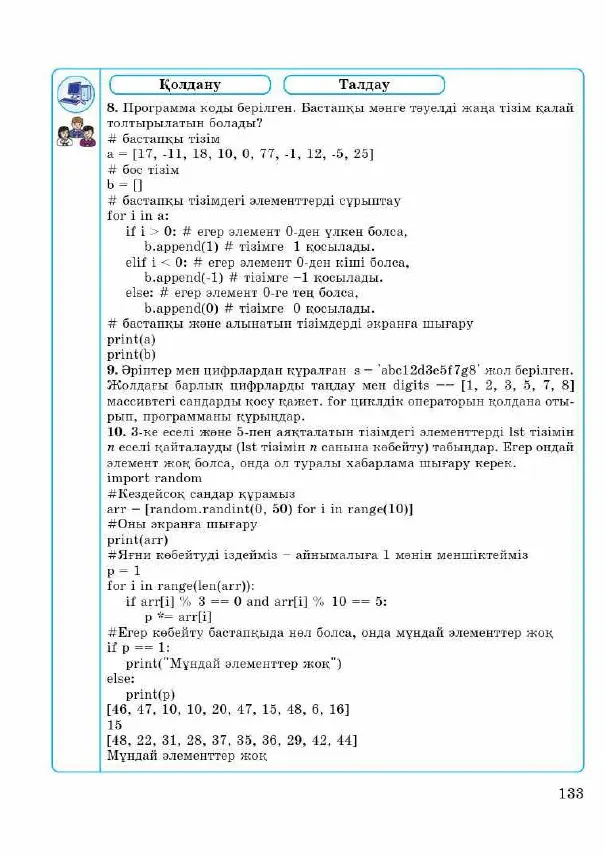 Қолдану Талдау
8. Программа коды берілген. Бастапқы мәнге тәуелді жаңа тізім қалай
толтырылатын болады?
# бастапқы тізім
a = [17, -11, 18, 10, 0, 77, -1, 12, -5, 25]
# бос тізім
b = []
# бастапқы тізімдегі элементтерді сұрыптау
for i in a:
if i > 0: # егер элемент 0-ден үлкен болса,
b.append(1) # тізімге 1 қосылады.
elif i < 0: # егер элемент 0-ден кіші болса,
b.append(-1) # тізімге −1 қосылады.
else: # егер элемент 0-ге тең болса,
b.append(0) # тізімге 0 қосылады.
# бастапқы және алынатын тізімдерді экранға шығару
print(a)
print(b)
9. Әріптер мен цифрлардан құралған s = 'abc12d3e5f7g8' жол берілген.
Жолдағы барлық цифрларды таңдау мен digits == [1, 2, 3, 5, 7, 8]
массивтегі сандарды қосу қажет. for циклдік операторын қолдана оты-
рып, программаны құрыңдар.
10. 3-ке еселі және 5-пен аяқталатын тізімдегі элементтерді lst тізімін
n еселі қайталауды (lst тізімін n санына көбейту) табыңдар. Егер ондай
элемент жоқ болса, онда ол туралы хабарлама шығару керек.
import random
#Кездейсоқ сандар құрамыз
arr = [random.randint(0, 50) for i in range(10)]
#Оны экранға шығару
print(arr)
#Яғни көбейтуді іздейміз – айнымалыға 1 мәнін меншіктейміз
p = 1
for i in range(len(arr)):
if arr[i] % 3 == 0 and arr[i] % 10 == 5:
p *= arr[i]
#Егер көбейту бастапқыда нөл болса, онда мұндай элементтер жоқ
if p == 1:
print("Мұндай элементтер жоқ")
else:
print(p)
[46, 47, 10, 10, 20, 47, 15, 48, 6, 16]
15
[48, 22, 31, 28, 37, 35, 36, 29, 42, 44]
Мұндай элементтер жоқ
133